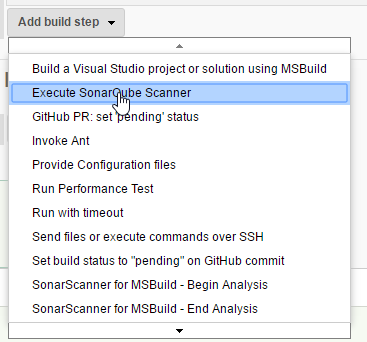 Add build step
Build a Visual Studio project or solution using MSBuild
Execute SonarQube Scanner
GitHub PR: set 'pending' status
Invoke Ant
Provide Configuration files
Run Performance Test
Run with timeout
Send files or execute commands over SSH
Set build status to "pending" on GitHub commit
SonarScanner for MSBuild - Begin Analysis
SonarScanner for MSBuild - End Analysis